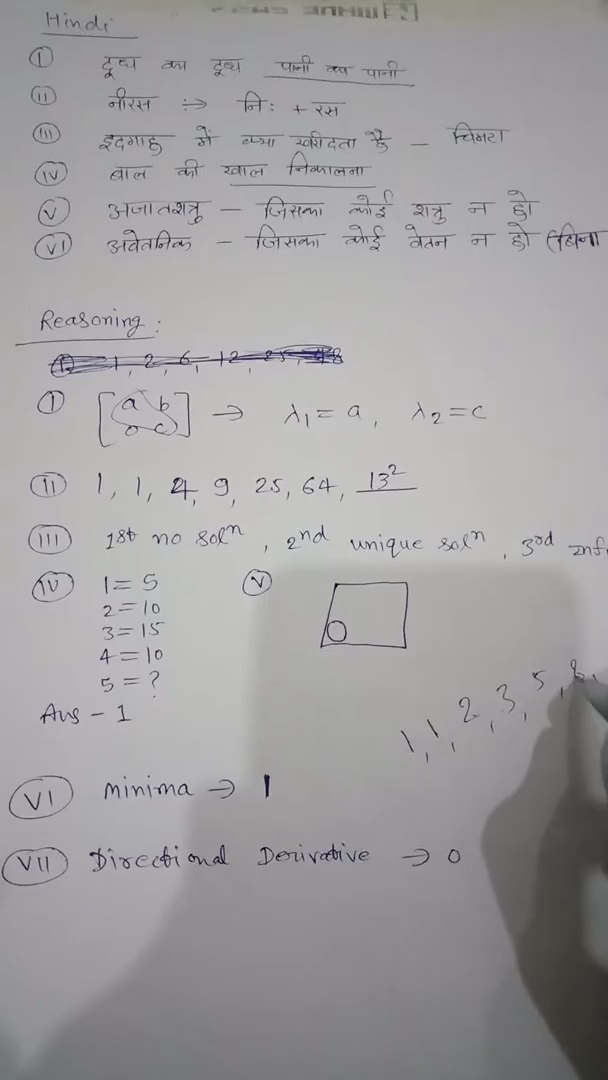 Hindi
I दूध का दूध पानी का पानी
II नीरस ⇒ नि: + रस
III इदगाह में क्या खरीदता है – चिमटा
IV बाल की खाल निकालना
V अजातशत्रु – जिसका कोई शत्रु न हो
VI अवेतनिक – जिसका कोई वेतन न हो (बिना
Reasoning :
I [a b
o c] → λ1 = a, λ2 = c
II 1, 1, 4, 9, 25, 64, 13²
III 1st no solⁿ, 2nd unique solⁿ, 3rd Inf
IV 1 = 5 V
2 = 10
3 = 15
4 = 10
5 = ?
Ans – 1
1, 1, 2, 3, 5, 8,
VI Minima → 1
VII Directional Derivative → 0